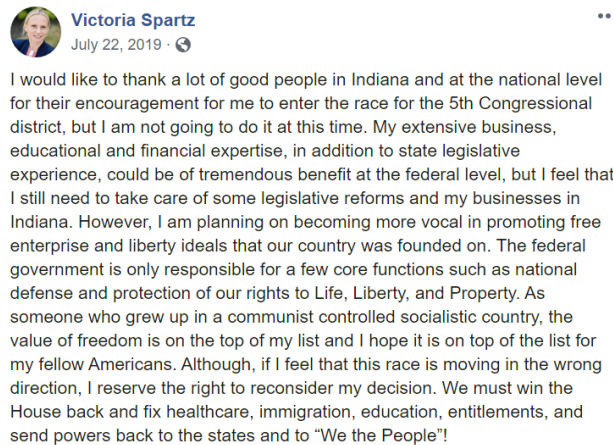 Victoria Spartz
July 22, 2019 ·
I would like to thank a lot of good people in Indiana and at the national level
for their encouragement for me to enter the race for the 5th Congressional
district, but I am not going to do it at this time. My extensive business,
educational and financial expertise, in addition to state legislative
experience, could be of tremendous benefit at the federal level, but I feel that
I still need to take care of some legislative reforms and my businesses in
Indiana. However, I am planning on becoming more vocal in promoting free
enterprise and liberty ideals that our country was founded on. The federal
government is only responsible for a few core functions such as national
defense and protection of our rights to Life, Liberty, and Property. As
someone who grew up in a communist controlled socialistic country, the
value of freedom is on the top of my list and I hope it is on top of the list for
my fellow Americans. Although, if I feel that this race is moving in the wrong
direction, I reserve the right to reconsider my decision. We must win the
House back and fix healthcare, immigration, education, entitlements, and
send powers back to the states and to “We the People”!